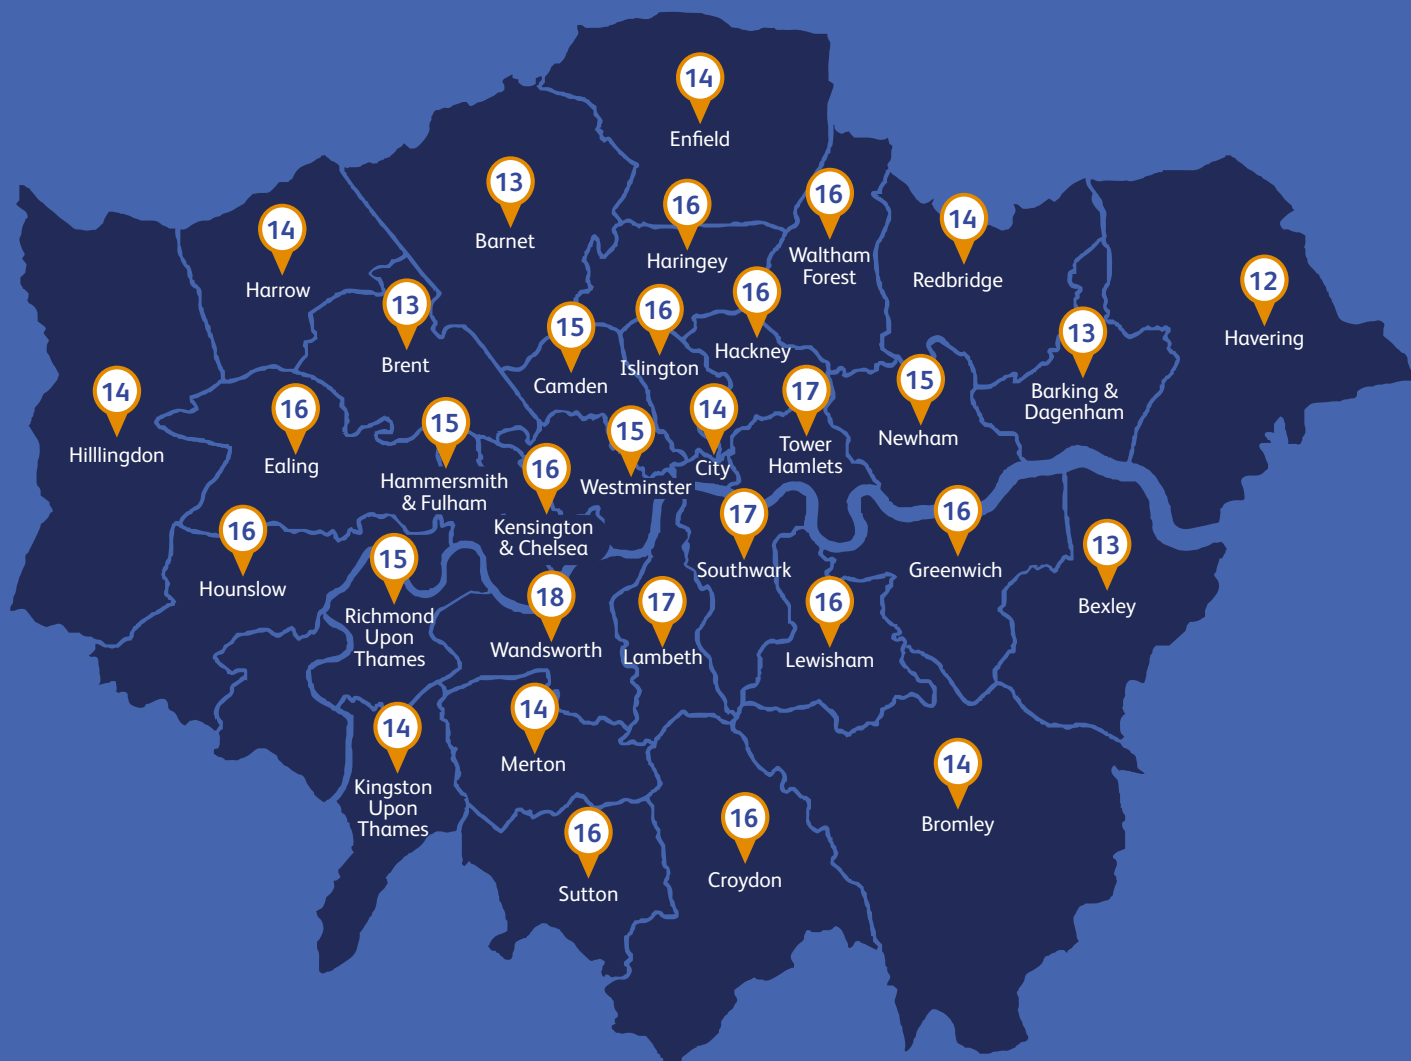 14
Enfield
13
Barnet
16
Haringey
16
Waltham
Forest
14
Redbridge
14
Harrow
12
Havering
13
Brent
15
Camden
16
Islington
16
Hackney
13
Barking &
Dagenham
14
Hilllingdon
16
Ealing
15
Hammersmith
& Fulham
16
Kensington
& Chelsea
15
Westminster
14
City
17
Tower
Hamlets
15
Newham
16
Hounslow
15
Richmond
Upon
Thames
18
Wandsworth
17
Lambeth
17
Southwark
16
Lewisham
16
Greenwich
13
Bexley
14
Kingston
Upon
Thames
14
Merton
16
Sutton
16
Croydon
14
Bromley